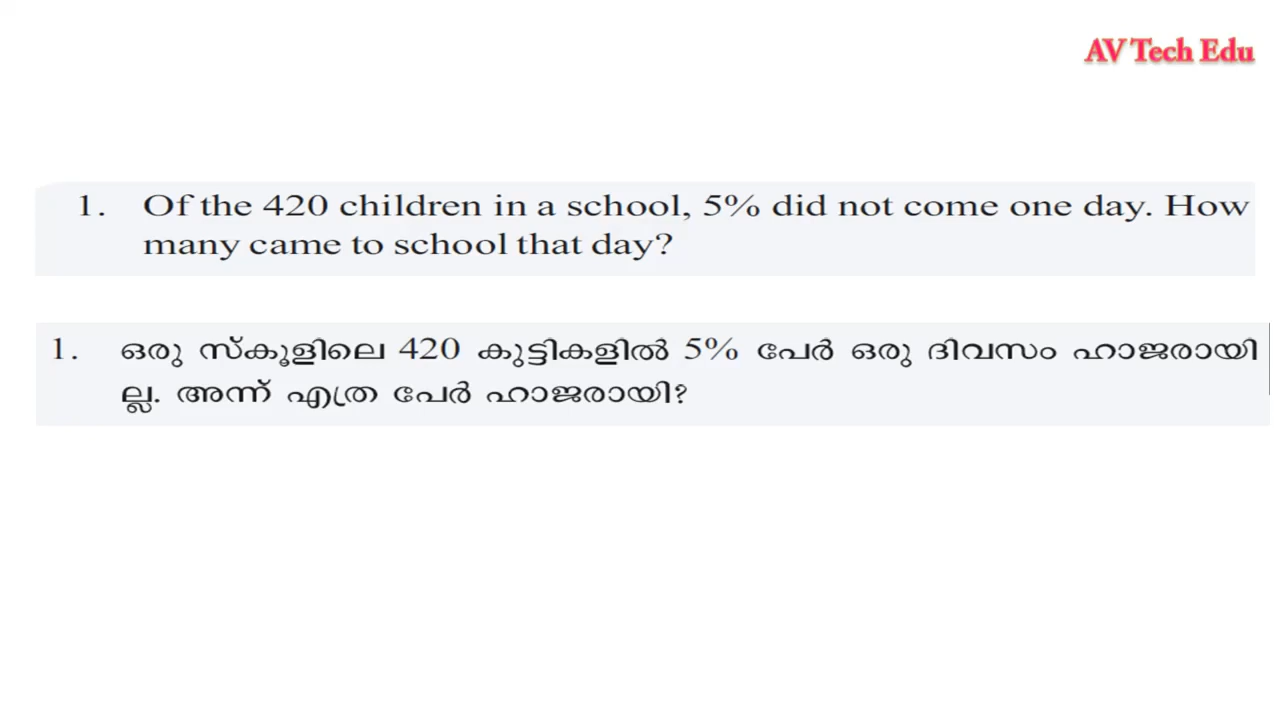 AV Tech Edu
1. Of the 420 children in a school, 5% did not come one day. How
many came to school that day?
1. ഒരു സ്കൂളിലെ 420 കുട്ടികളിൽ 5% പേർ ഒരു ദിവസം ഹാജരായി
ല്ല. അന്ന് എത്ര പേർ ഹാജരായി?